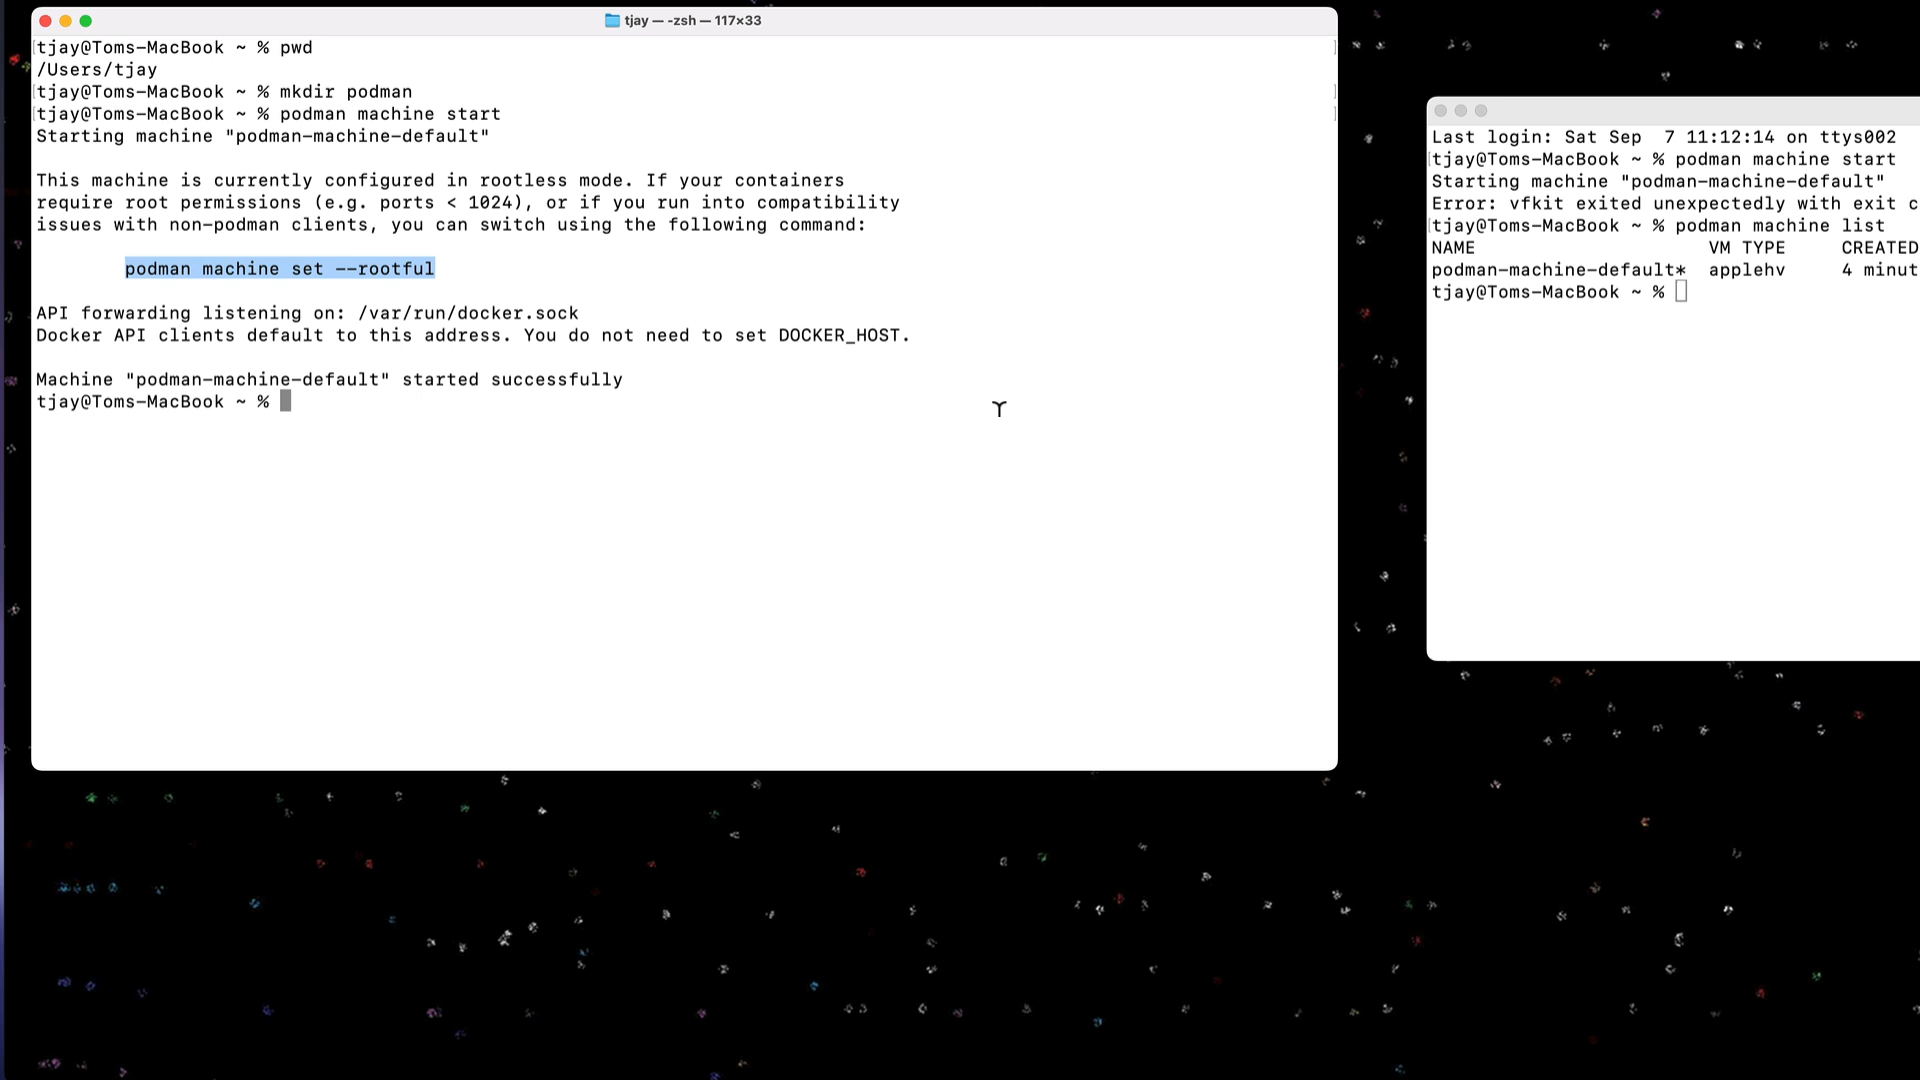 tjay — -zsh — 117×33
tjay@Toms-MacBook ~ % pwd
/Users/tjay
tjay@Toms-MacBook ~ % mkdir podman
tjay@Toms-MacBook ~ % podman machine start
Starting machine "podman-machine-default"
This machine is currently configured in rootless mode. If your containers
require root permissions (e.g. ports < 1024), or if you run into compatibility
issues with non-podman clients, you can switch using the following command:
podman machine set --rootful
API forwarding listening on: /var/run/docker.sock
Docker API clients default to this address. You do not need to set DOCKER_HOST.
Machine "podman-machine-default" started successfully
tjay@Toms-MacBook ~ %
Last login: Sat Sep  7 11:12:14 on ttys002
tjay@Toms-MacBook ~ % podman machine start
Starting machine "podman-machine-default"
Error: vfkit exited unexpectedly with exit c
tjay@Toms-MacBook ~ % podman machine list
NAME VM TYPE CREATED
podman-machine-default* applehv 4 minut
tjay@Toms-MacBook ~ %